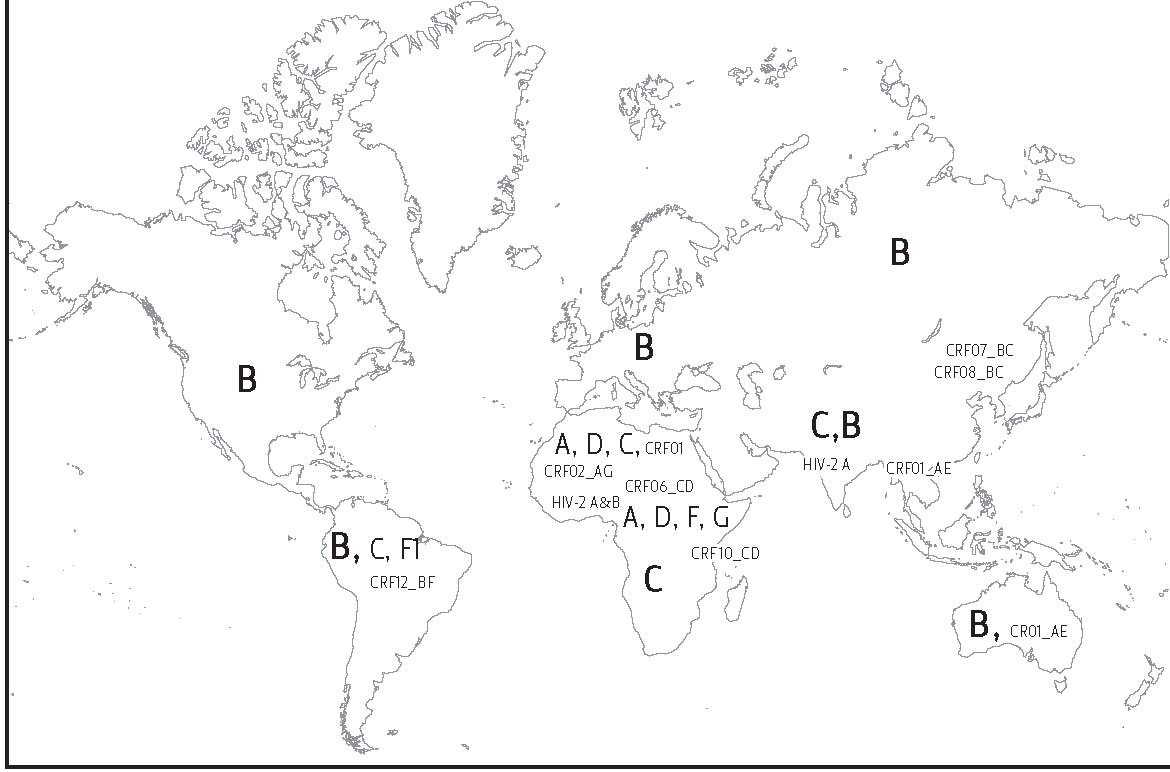 B
CRF07_BC
B
CRF08_BC
B
C,B
A, D, C, CRF01
HIV-2 A
CRF01_AE
CRF02_AG
CRF06_CD
HIV-2 A&B
A, D, F, G
B, C, F1
CRF10_CD
C
CRF12_BF
B, CR01_AE